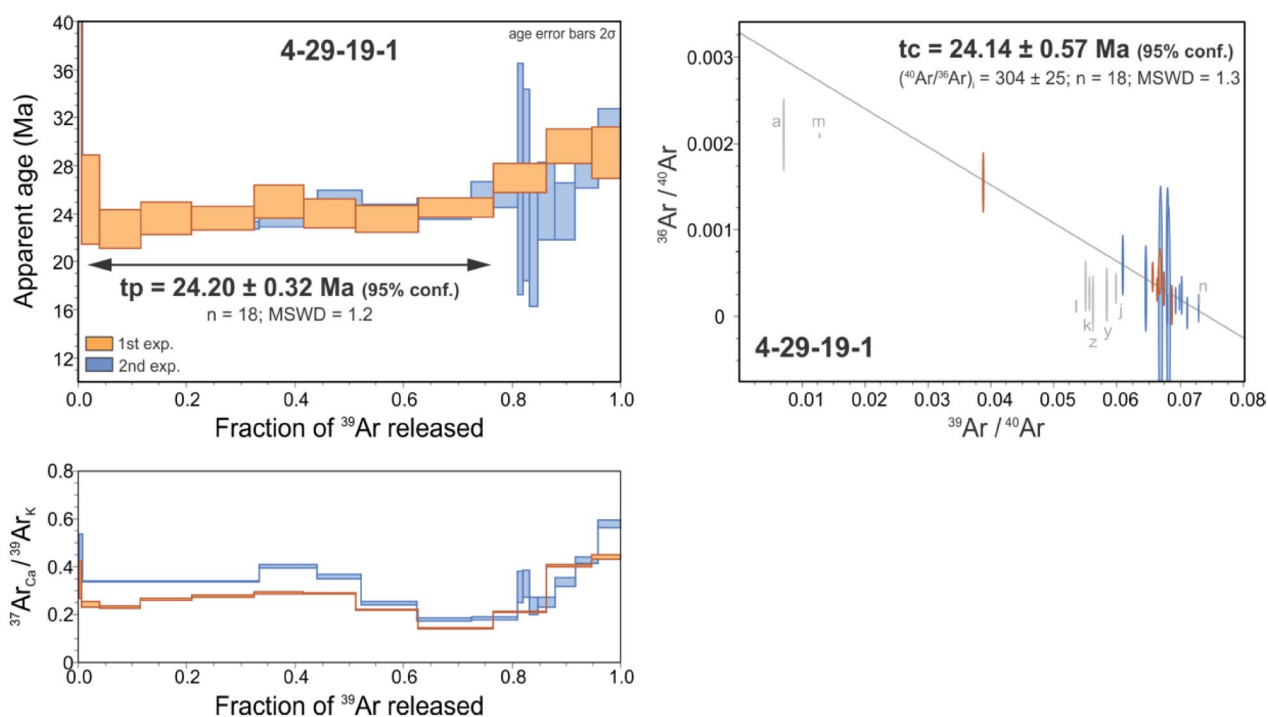 4-29-19-1
age error bars 2σ
40
36
32
28
24
20
16
12
Apparent age (Ma)
tp = 24.20 ± 0.32 Ma (95% conf.)
n = 18; MSWD = 1.2
1st exp.
2nd exp.
0.0 0.2 0.4 0.6 0.8 1.0
Fraction of ³⁹Ar released
tc = 24.14 ± 0.57 Ma (95% conf.)
(⁴⁰Ar/³⁶Ar)ᵢ = 304 ± 25; n = 18; MSWD = 1.3
0.003
0.002
0.001
0
³⁶Ar / ⁴⁰Ar
a
m
n
l
k
j
y
z
4-29-19-1
0.01 0.02 0.03 0.04 0.05 0.06 0.07 0.08
³⁹Ar / ⁴⁰Ar
0.8
0.6
0.4
0.2
0
³⁷Ar_Ca / ³⁹Ar_K
0.0 0.2 0.4 0.6 0.8 1.0
Fraction of ³⁹Ar released